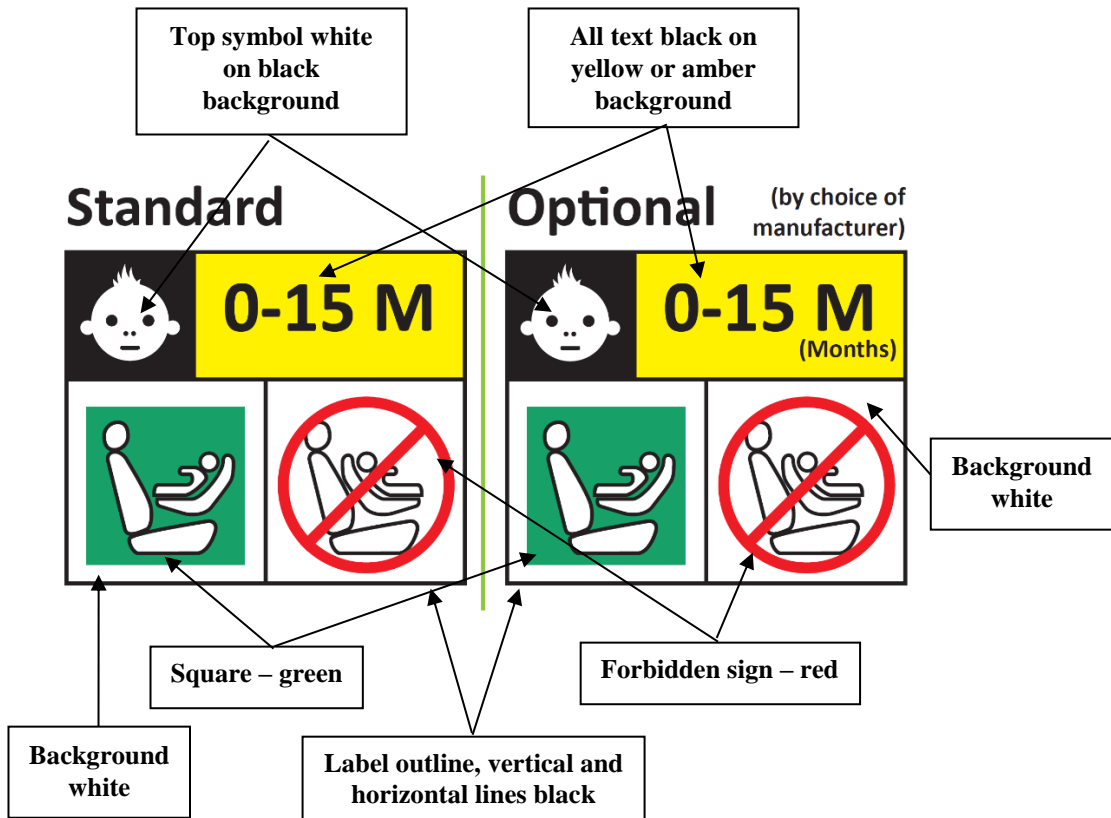 Top symbol white
on black
background
All text black on
yellow or amber
background
Standard
Optional
(by choice of
manufacturer)
0-15 M
0-15 M
(Months)
Background
white
Square – green
Forbidden sign – red
Background
white
Label outline, vertical and
horizontal lines black